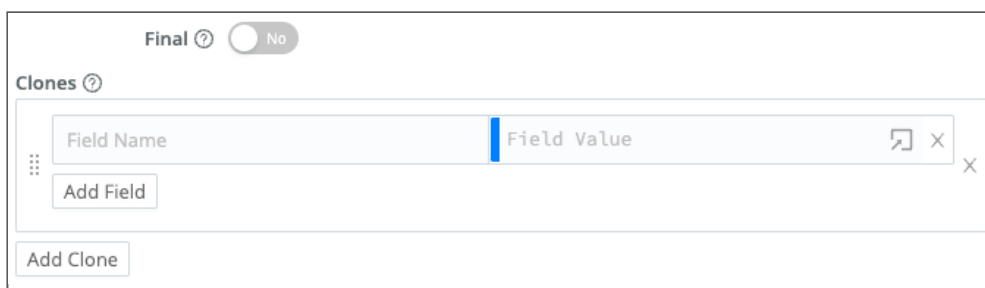 Final
No
Clones
Field Name
Field Value
Add Field
Add Clone